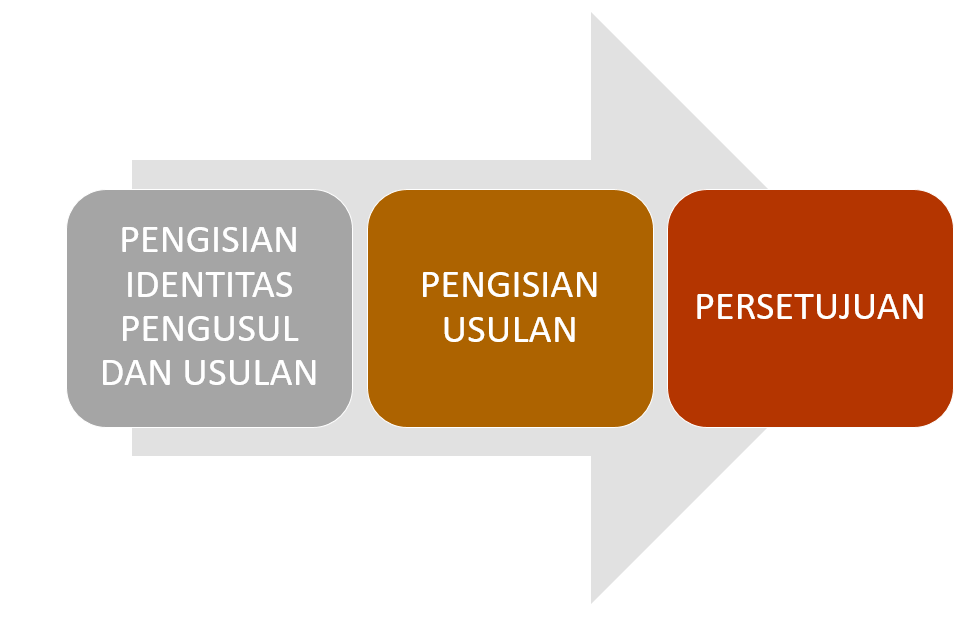 PENGISIAN
IDENTITAS
PENGUSUL
DAN USULAN
PENGISIAN
USULAN
PERSETUJUAN